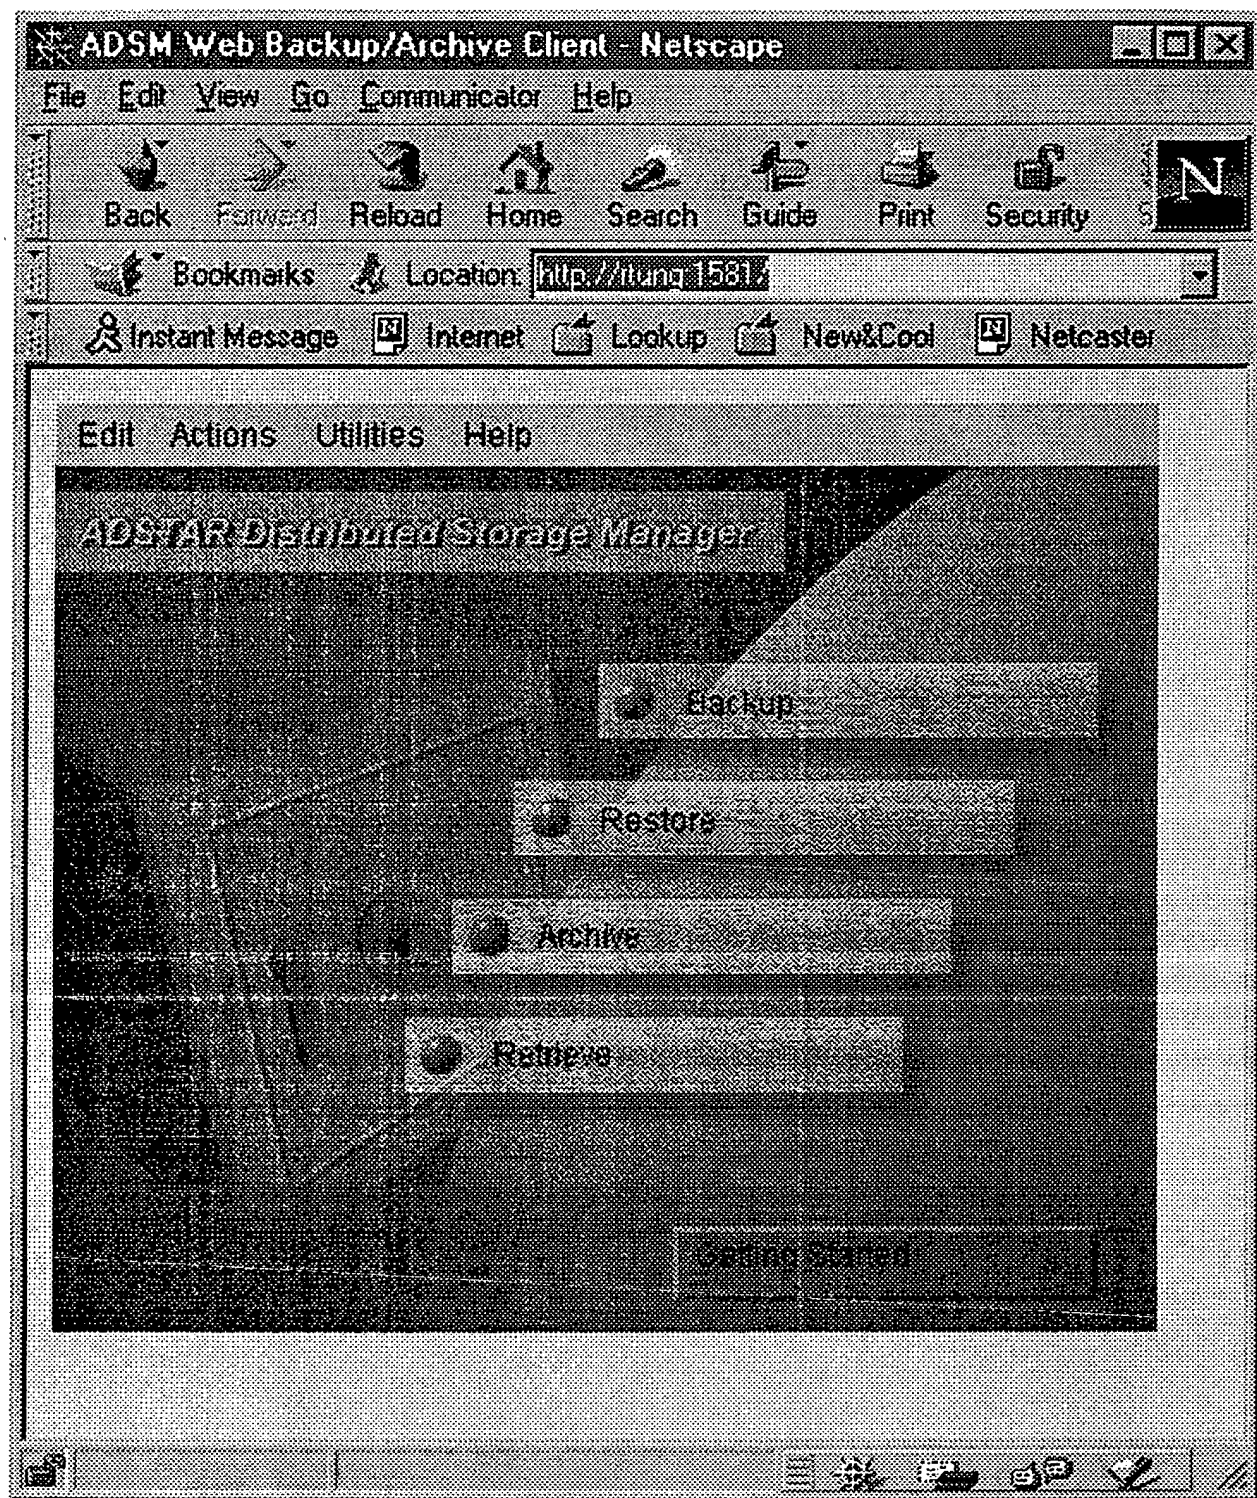 ADSM Web Backup/Archive Client - Netscape
File Edit View Go Communicator Help
N
Back Forward Reload Home Search Guide Print Security S
Bookmarks Location:
Instant Message Internet Lookup New&Cool Netcaster
Edit Actions Utilities Help
ADSTAR Distributed Storage Manager
Backup
Restore
Archive
Retrieve
Getting Started